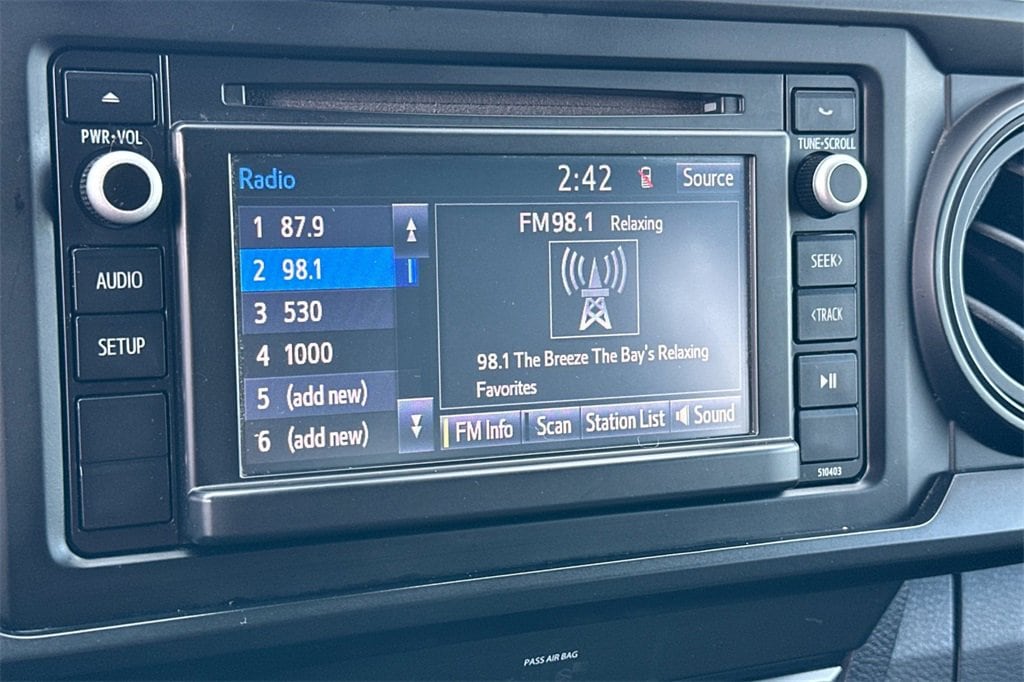 PWR•VOL
AUDIO
SETUP
Radio
2:42
Source
1 87.9
2 98.1
3 530
4 1000
5 (add new)
6 (add new)
FM98.1 Relaxing
98.1 The Breeze The Bay's Relaxing
Favorites
FM Info
Scan
Station List
Sound
TUNE•SCROLL
SEEK>
<TRACK
510403
PASS AIR BAG